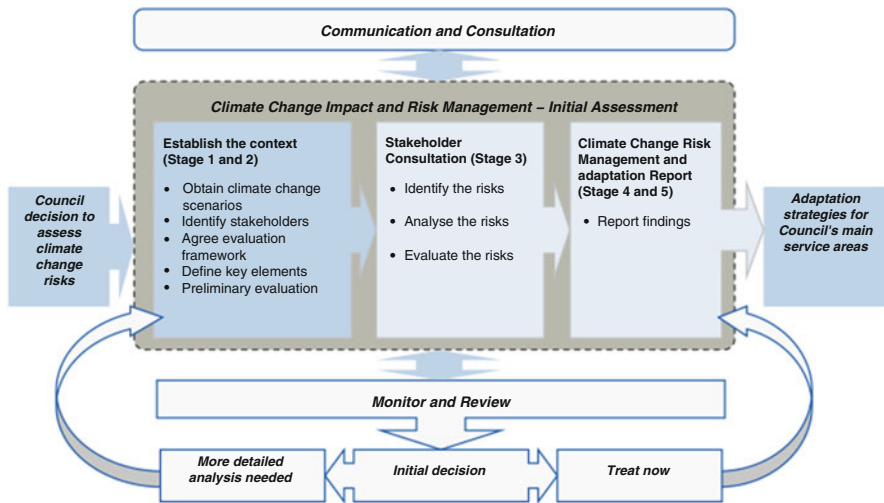 Communication and Consultation
Climate Change Impact and Risk Management – Initial Assessment
Council
decision to
assess
climate
change
risks
Establish the context
(Stage 1 and 2)
• Obtain climate change
scenarios
• Identify stakeholders
• Agree evaluation
framework
• Define key elements
• Preliminary evaluation
Stakeholder
Consultation (Stage 3)
• Identify the risks
• Analyse the risks
• Evaluate the risks
Climate Change Risk
Management and
adaptation Report
(Stage 4 and 5)
• Report findings
Adaptation
strategies for
Council's main
service areas
Monitor and Review
More detailed
analysis needed
Initial decision
Treat now